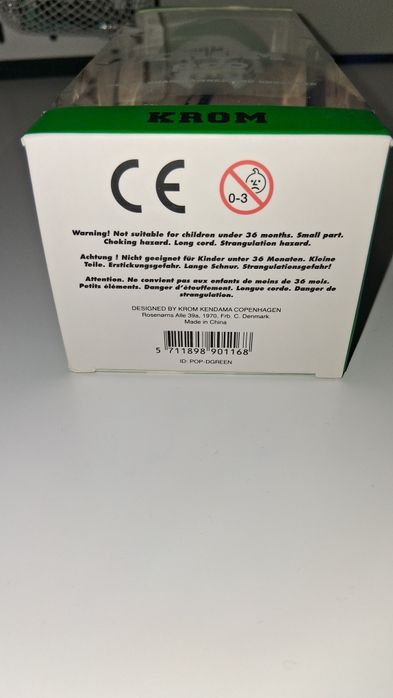 KROM
CE
0-3
Warning! Not suitable for children under 36 months. Small part.
Choking hazard. Long cord. Strangulation hazard.
Achtung ! Nicht geeignet für Kinder unter 36 Monaten. Kleine
Teile. Erstickungsgefahr. Lange Schnur. Strangulationsgefahr!
Attention. Ne convient pas aux enfants de moins de 36 mois.
Petits éléments. Danger d'étouffement. Longue corde. Danger de
strangulation.
DESIGNED BY KROM KENDAMA COPENHAGEN
Rosenørns Alle 39a, 1970, Frb. C. Denmark.
Made in China
5 711898 901168
ID: POP-DGREEN